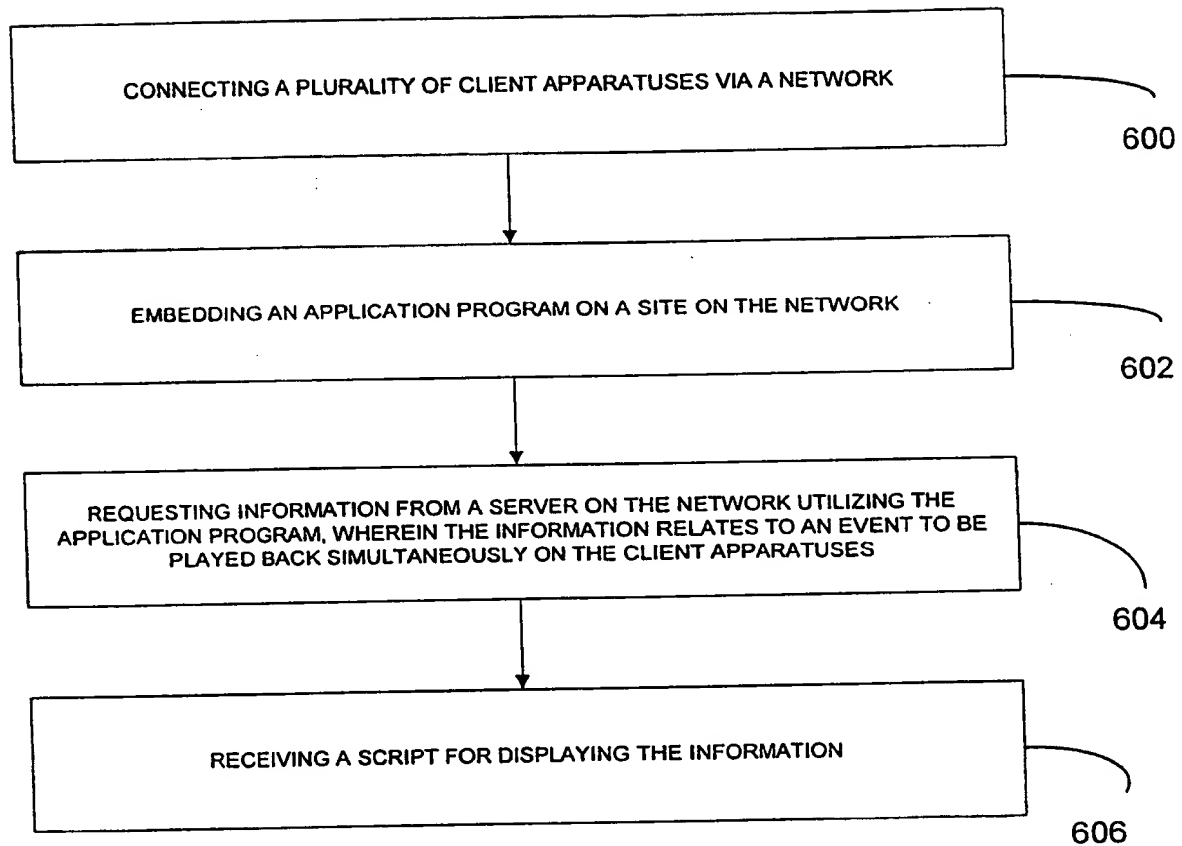 CONNECTING A PLURALITY OF CLIENT APPARATUSES VIA A NETWORK
600
EMBEDDING AN APPLICATION PROGRAM ON A SITE ON THE NETWORK
602
REQUESTING INFORMATION FROM A SERVER ON THE NETWORK UTILIZING THE
APPLICATION PROGRAM, WHEREIN THE INFORMATION RELATES TO AN EVENT TO BE
PLAYED BACK SIMULTANEOUSLY ON THE CLIENT APPARATUSES
604
RECEIVING A SCRIPT FOR DISPLAYING THE INFORMATION
606